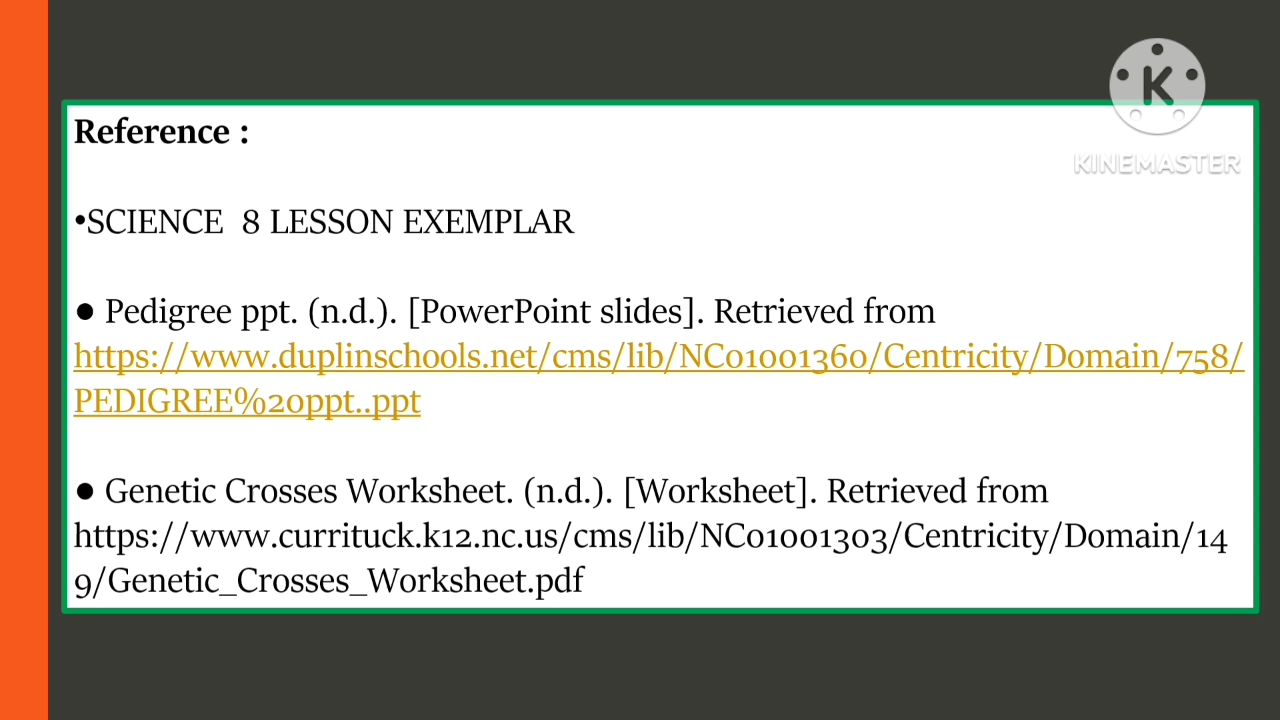 K
KINEMASTER
Reference :
•SCIENCE  8 LESSON EXEMPLAR
● Pedigree ppt. (n.d.). [PowerPoint slides]. Retrieved from
https://www.duplinschools.net/cms/lib/NC01001360/Centricity/Domain/758/
PEDIGREE%20ppt..ppt
● Genetic Crosses Worksheet. (n.d.). [Worksheet]. Retrieved from
https://www.currituck.k12.nc.us/cms/lib/NC01001303/Centricity/Domain/14
9/Genetic_Crosses_Worksheet.pdf